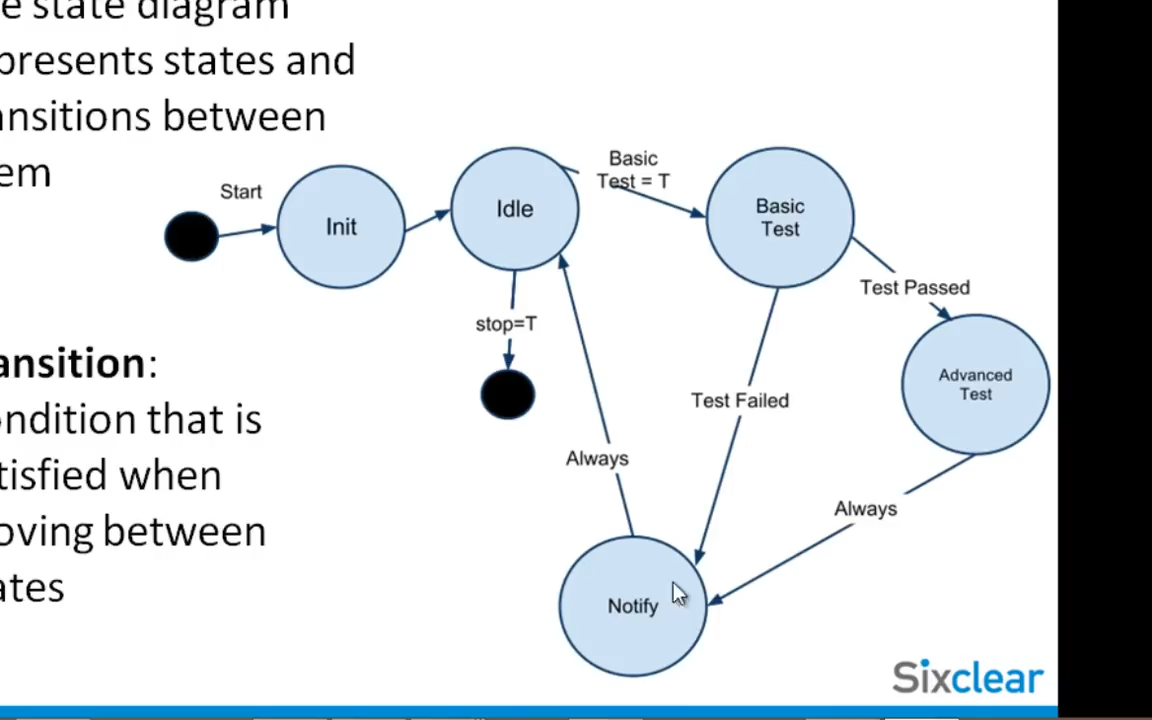 e state diagram
presents states and
ansitions between
em
ansition:
ondition that is
tisfied when
oving between
ates
Start
Init
Idle
Basic
Test = T
Basic
Test
Test Passed
stop=T
Advanced
Test
Test Failed
Always
Always
Notify
Sixclear